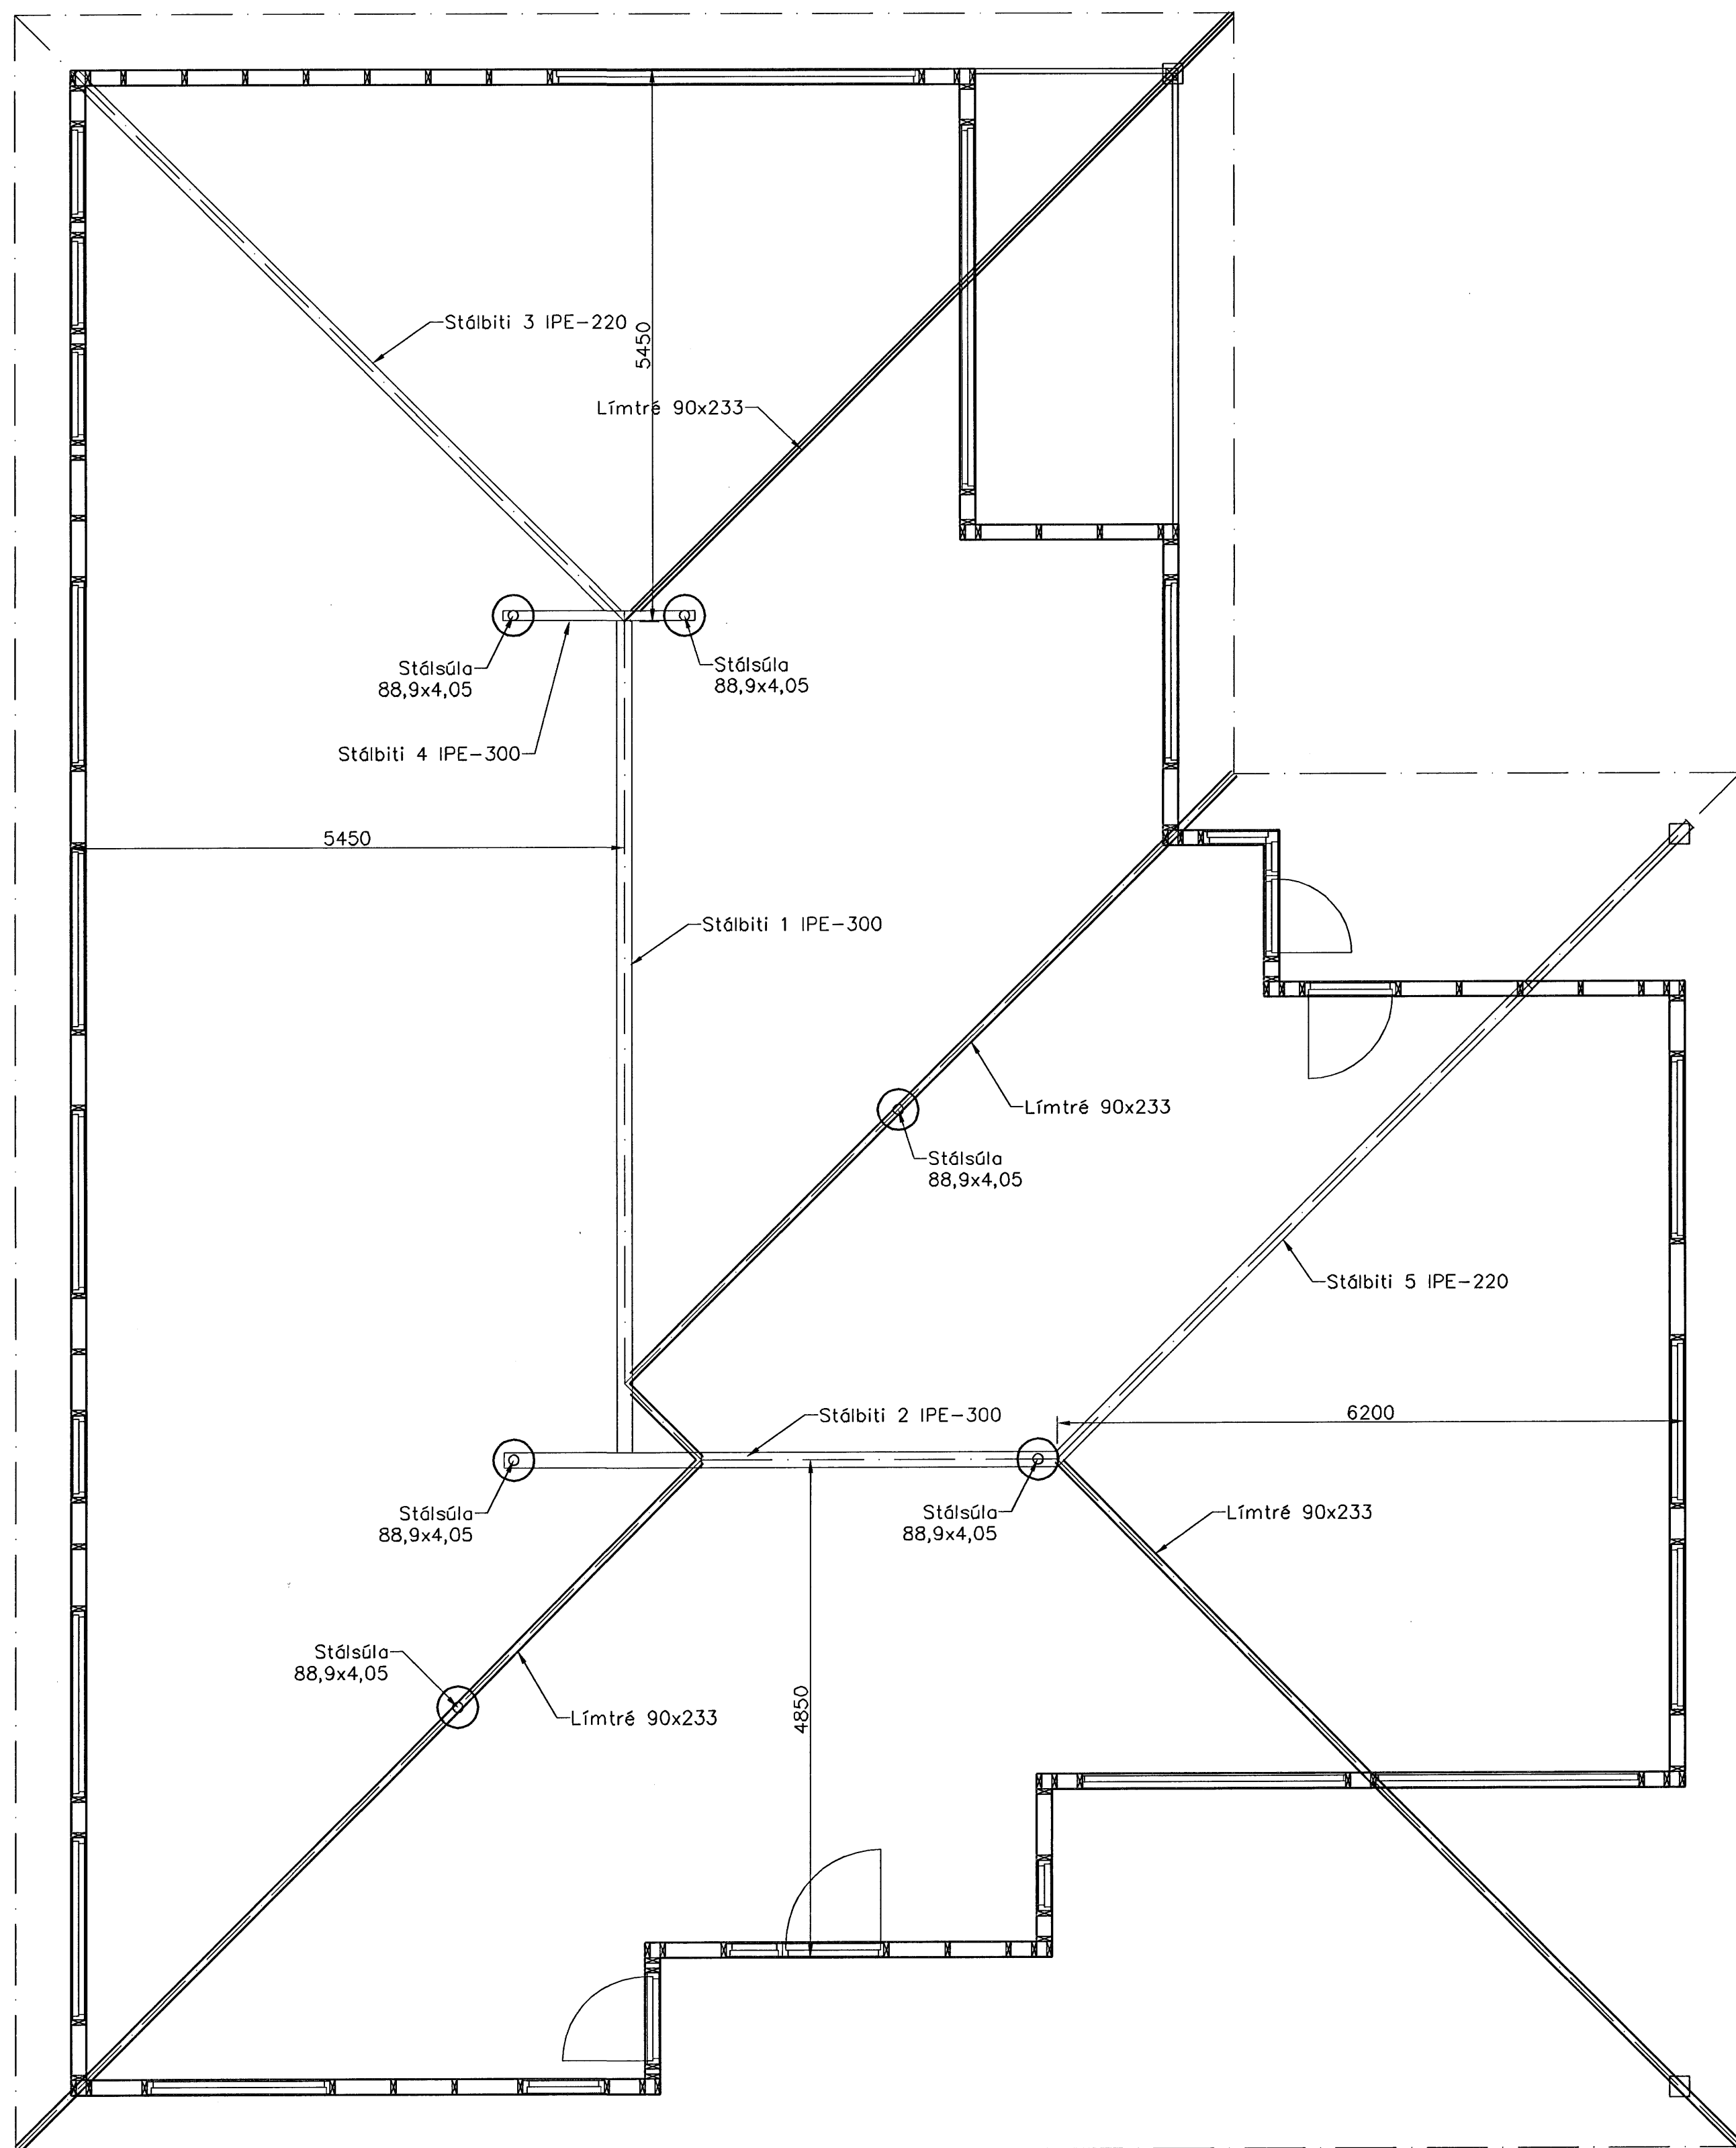 Stálbiti 3 IPE-220
5450
Límtré 90x233
Stálsúla
88,9x4,05
Stálsúla
88,9x4,05
Stálbiti 4 IPE-300
5450
Stálbiti 1 IPE-300
Límtré 90x233
Stálsúla
88,9x4,05
Stálbiti 5 IPE-220
Stálbiti 2 IPE-300
6200
Stálsúla
88,9x4,05
Stálsúla
88,9x4,05
Límtré 90x233
Stálsúla
88,9x4,05
Límtré 90x233
4850